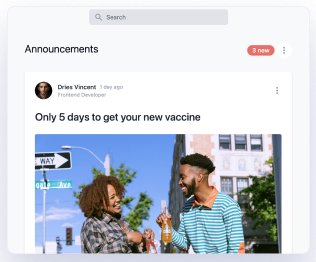 Search
Announcements
3 new
Dries Vincent 1 day ago
Frontend Developer
Only 5 days to get your new vaccine
WAY
ople Ave